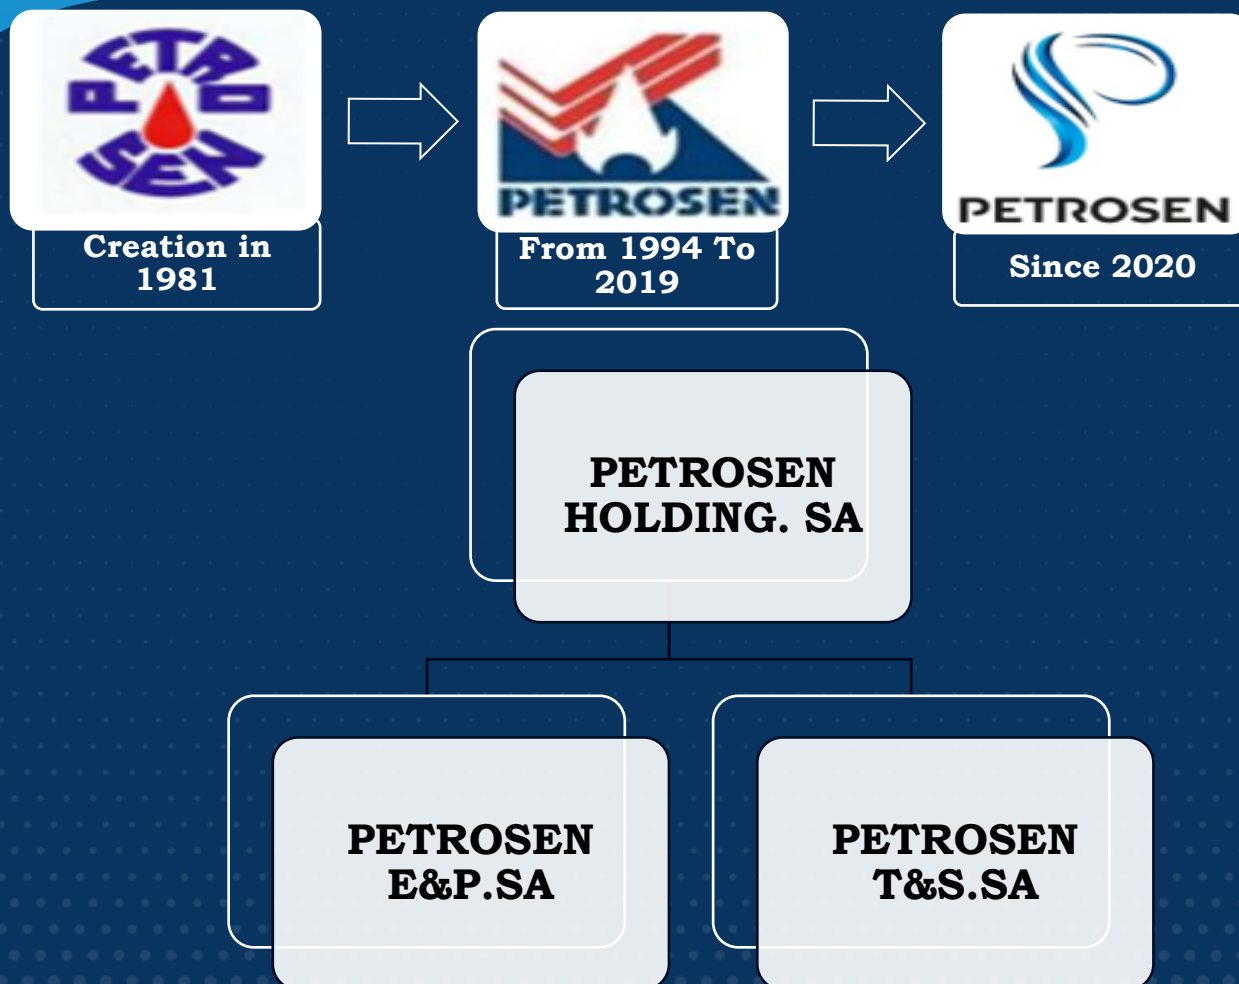 PETRO
SEN
Creation in
1981
PETROSEN
From 1994 To
2019
PETROSEN
Since 2020
PETROSEN
HOLDING. SA
PETROSEN
E&P.SA
PETROSEN
T&S.SA